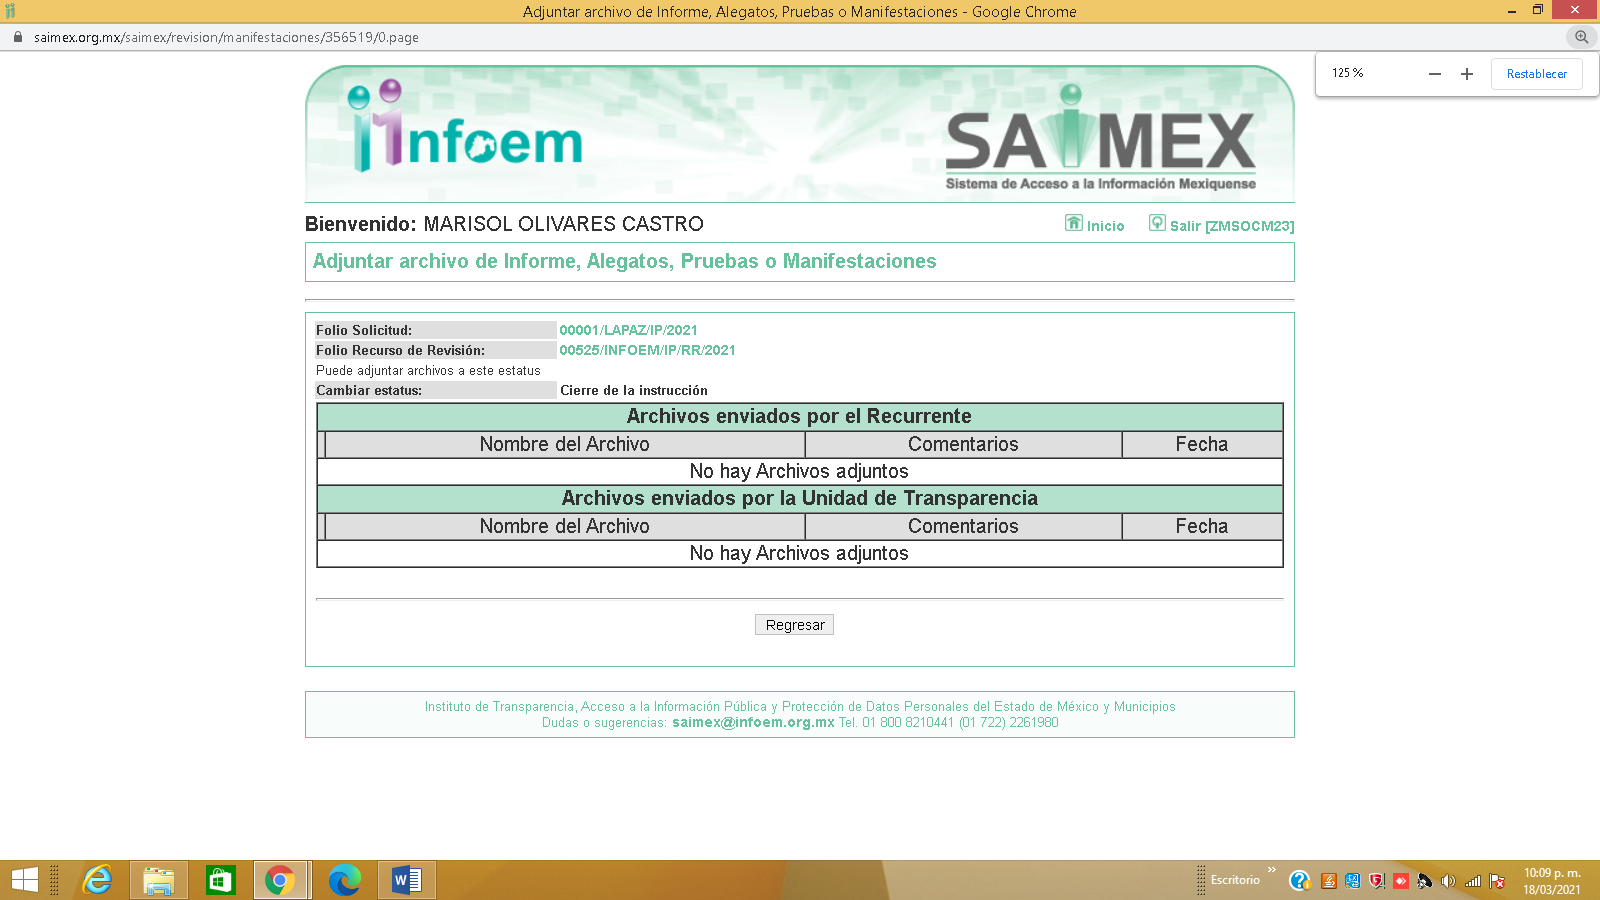 Adjuntar archivo de Informe, Alegatos, Pruebas o Manifestaciones - Google Chrome
saimex.org.mx/saimex/revision/manifestaciones/356519/0.page
125 %
Restablecer
infoem
SAIMEX
Sistema de Acceso a la Información Mexiquense
Bienvenido: MARISOL OLIVARES CASTRO
Inicio
Salir [ZMSOCM23]
Adjuntar archivo de Informe, Alegatos, Pruebas o Manifestaciones
Folio Solicitud: 00001/LAPAZ/IP/2021
Folio Recurso de Revisión: 00525/INFOEM/IP/RR/2021
Puede adjuntar archivos a este estatus
Cambiar estatus: Cierre de la instrucción
Archivos enviados por el Recurrente
Nombre del Archivo Comentarios Fecha
No hay Archivos adjuntos
Archivos enviados por la Unidad de Transparencia
Nombre del Archivo Comentarios Fecha
No hay Archivos adjuntos
Regresar
Instituto de Transparencia, Acceso a la Información Pública y Protección de Datos Personales del Estado de México y Municipios
Dudas o sugerencias: saimex@infoem.org.mx Tel. 01 800 8210441 (01 722) 2261980
Escritorio
10:09 p. m.
18/03/2021